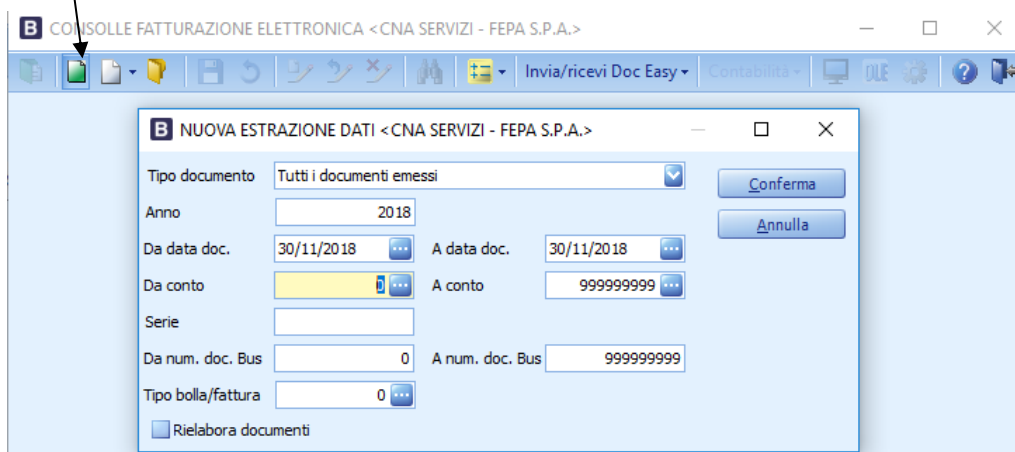 B CONSOLLE FATTURAZIONE ELETTRONICA <CNA SERVIZI - FEPA S.P.A.>
Invia/ricevi Doc Easy Contabilità OLE ?
B NUOVA ESTRAZIONE DATI <CNA SERVIZI - FEPA S.P.A.>
Tipo documento Tutti i documenti emessi Conferma
Anno 2018 Annulla
Da data doc. 30/11/2018 A data doc. 30/11/2018
Da conto 0 A conto 999999999
Serie
Da num. doc. Bus 0 A num. doc. Bus 999999999
Tipo bolla/fattura 0
Rielabora documenti